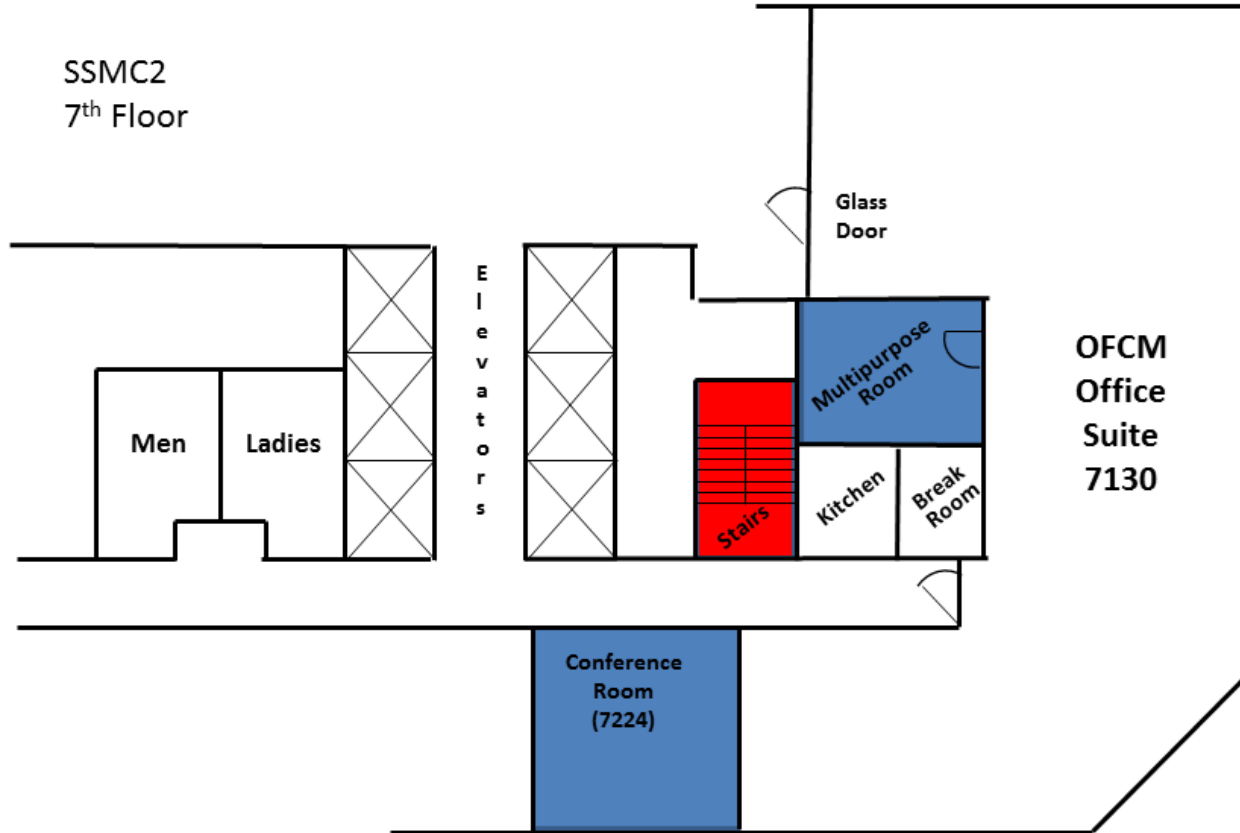 SSMC2
7th Floor
Glass
Door
Elevators
Multipurpose
Room
OFCM
Office
Suite
7130
Men
Ladies
Stairs
Kitchen
Break
Room
Conference
Room
(7224)